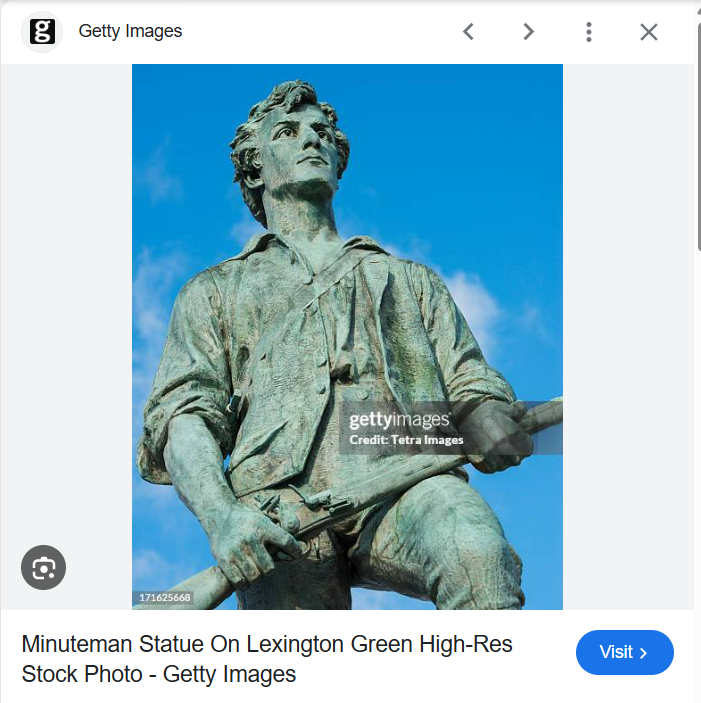 Getty Images
gettyimages
Credit: Tetra Images
171625668
Minuteman Statue On Lexington Green High-Res
Stock Photo - Getty Images
Visit